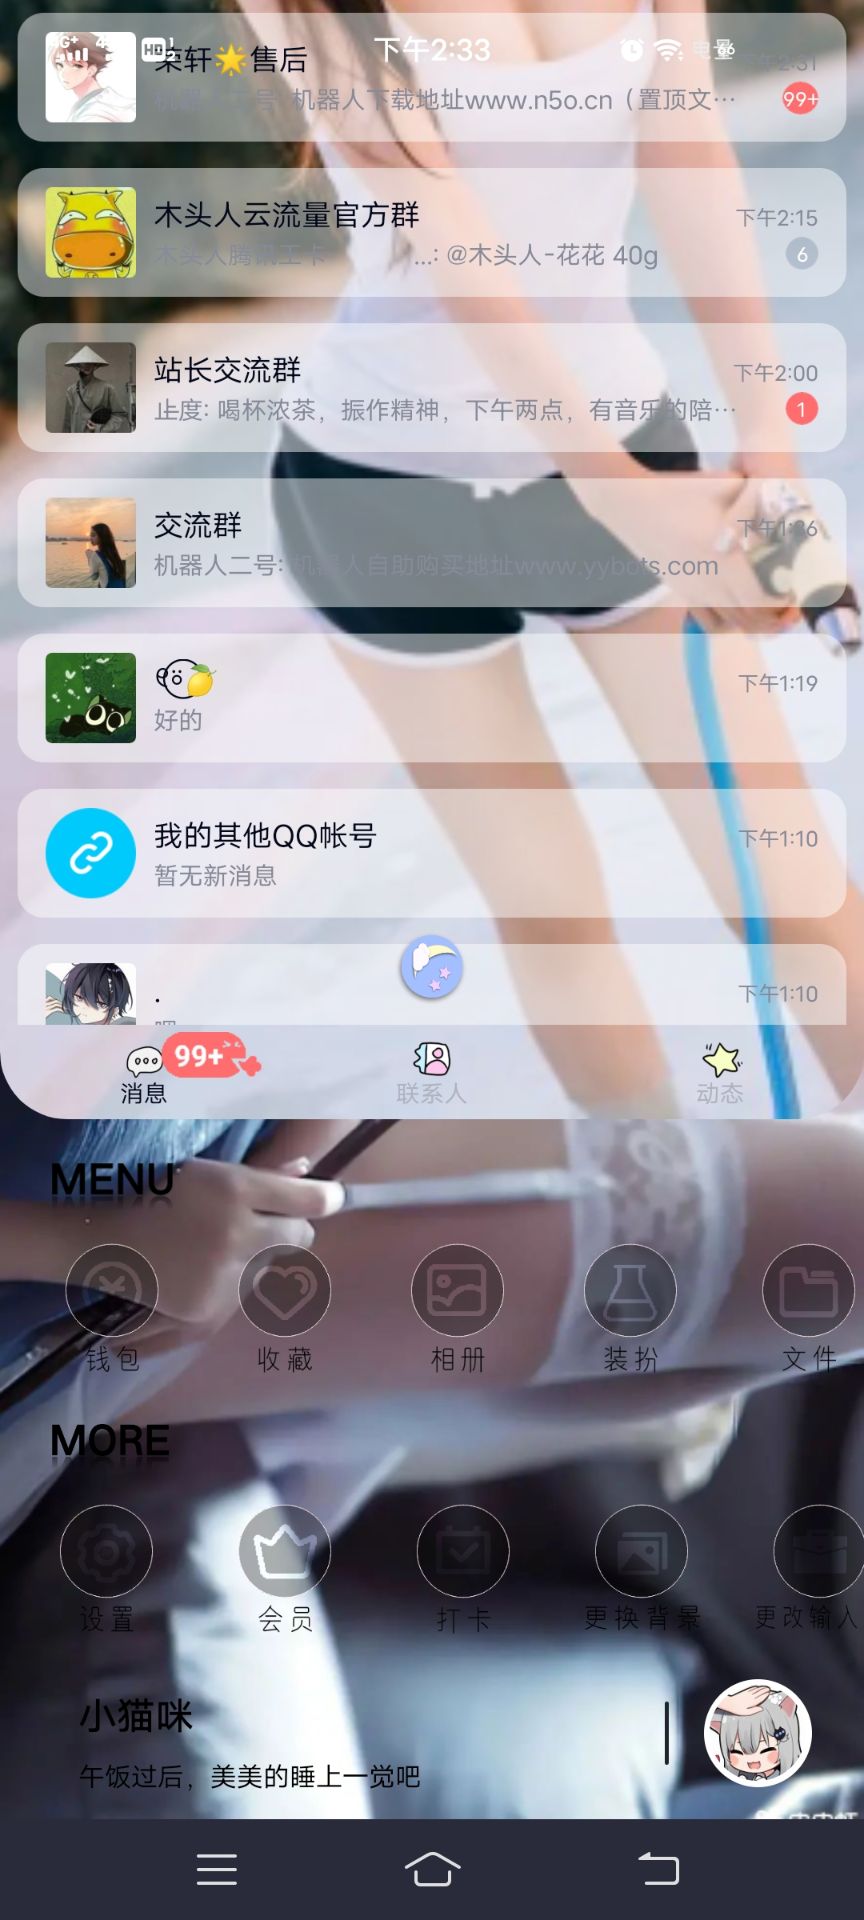 下午2:33
电量
66
荣轩🌟售后
下午2:31
机器人二号: 机器人下载地址www.n5o.cn（置顶文…
99+
木头人云流量官方群
下午2:15
木头人腾讯王卡 ...: @木头人-花花 40g
6
站长交流群
下午2:00
止度: 喝杯浓茶，振作精神，下午两点，有音乐的陪…
1
交流群
下午1:36
机器人二号: 机器人自助购买地址www.yybots.com
下午1:19
好的
我的其他QQ帐号
下午1:10
暂无新消息
.
下午1:10
99+
消息 联系人 动态
MENU
钱包 收藏 相册 装扮 文件
MORE
设置 会员 打卡 更换背景 更改输入
小猫咪
午饭过后，美美的睡上一觉吧